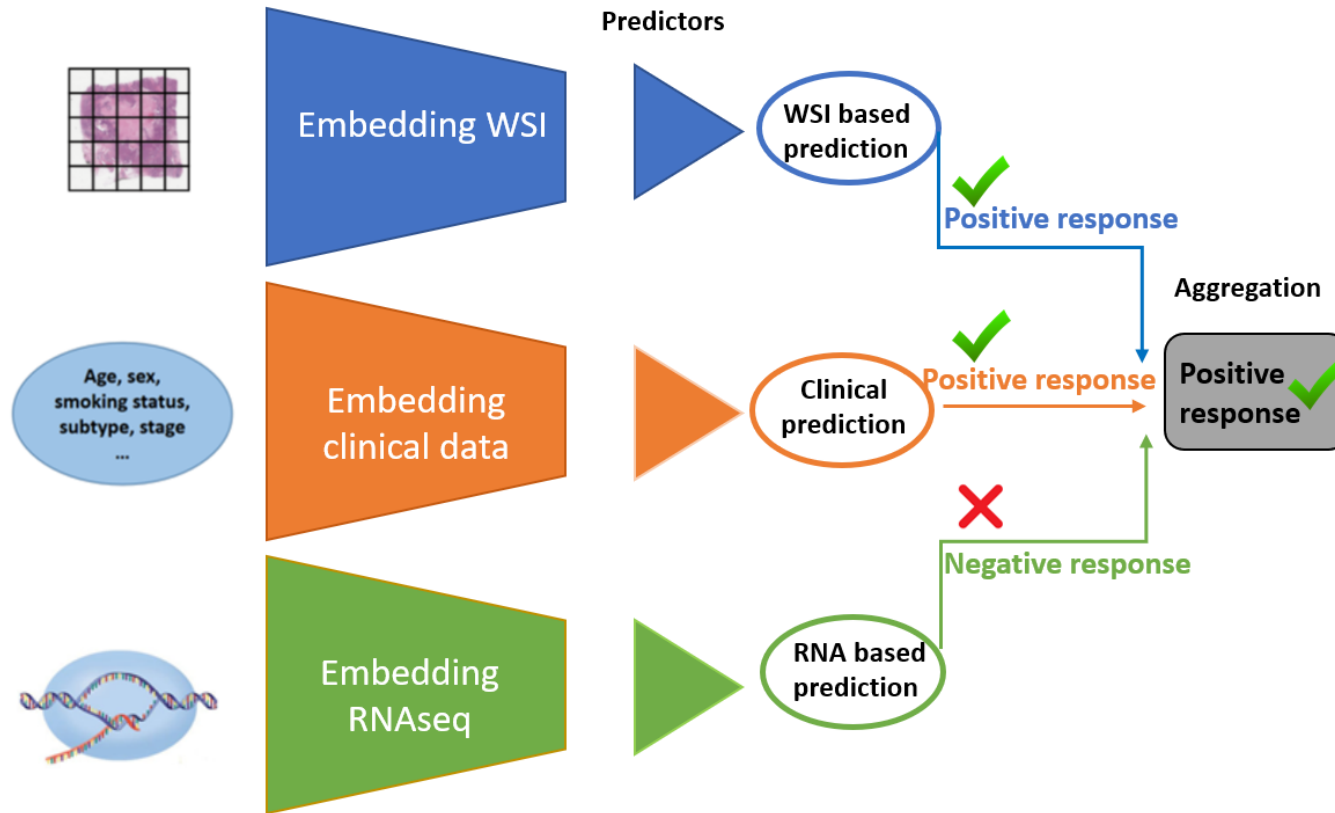 Predictors
Embedding WSI
WSI based
prediction
Positive response
Aggregation
Age, sex,
smoking status,
subtype, stage
...
Embedding
clinical data
Clinical
prediction
Positive response
Positive
response
Negative response
Embedding
RNAseq
RNA based
prediction